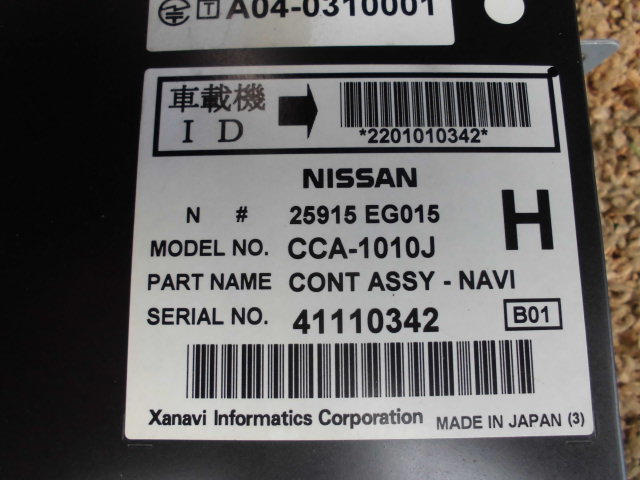 T A04-0310001
車載機
ID
*2201010342*
NISSAN
N # 25915 EG015
H
MODEL NO. CCA-1010J
PART NAME CONT ASSY - NAVI
SERIAL NO. 41110342 B01
Xanavi Informatics Corporation MADE IN JAPAN (3)